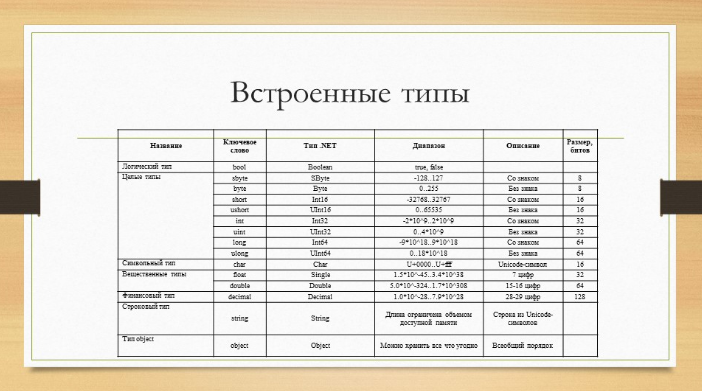 Встроенные типы
Название Ключевое слово Тип .NET Диапазон Описание Размер, битов
Логический тип bool Boolean true, false
Целые типы sbyte SByte -128..127 Со знаком 8
byte Byte 0..255 Без знака 8
short Int16 -32768..32767 Со знаком 16
ushort UInt16 0..65535 Без знака 16
int Int32 -2*10^9..2*10^9 Со знаком 32
uint UInt32 0..4*10^9 Без знака 32
long Int64 -9*10^18..9*10^18 Со знаком 64
ulong UInt64 0..18*10^18 Без знака 64
Символьный тип char Char U+0000..U+ffff Unicode-символ 16
Вещественные типы float Single 1.5*10^-45..3.4*10^38 7 цифр 32
double Double 5.0*10^-324..1.7*10^308 15-16 цифр 64
Финансовый тип decimal Decimal 1.0*10^-28..7.9*10^28 28-29 цифр 128
Строковый тип
string String Длина ограничена объемом доступной памяти Строка из Unicode-символов
Тип object
object Object Можно хранить все что угодно Всеобщий порядок